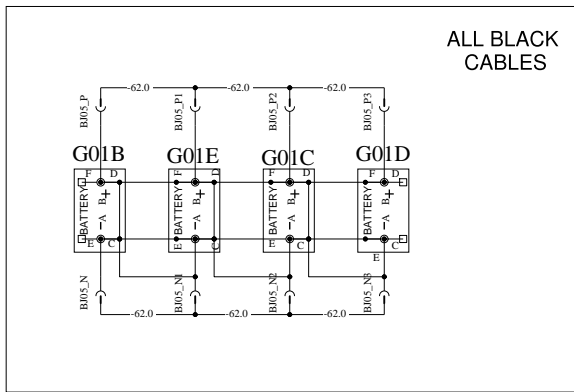 ALL BLACK
CABLES
-62.0 -62.0 -62.0
BJ05_P BJ05_P1 BJ05_P2 BJ05_P3
G01B G01E G01C G01D
F D F D F D F D
BATTERY B + BATTERY B + BATTERY B + BATTERY B +
A - A - A - A -
E C E C E C E C
BJ05_N BJ05_N1 BJ05_N2 BJ05_N3
-62.0 -62.0 -62.0